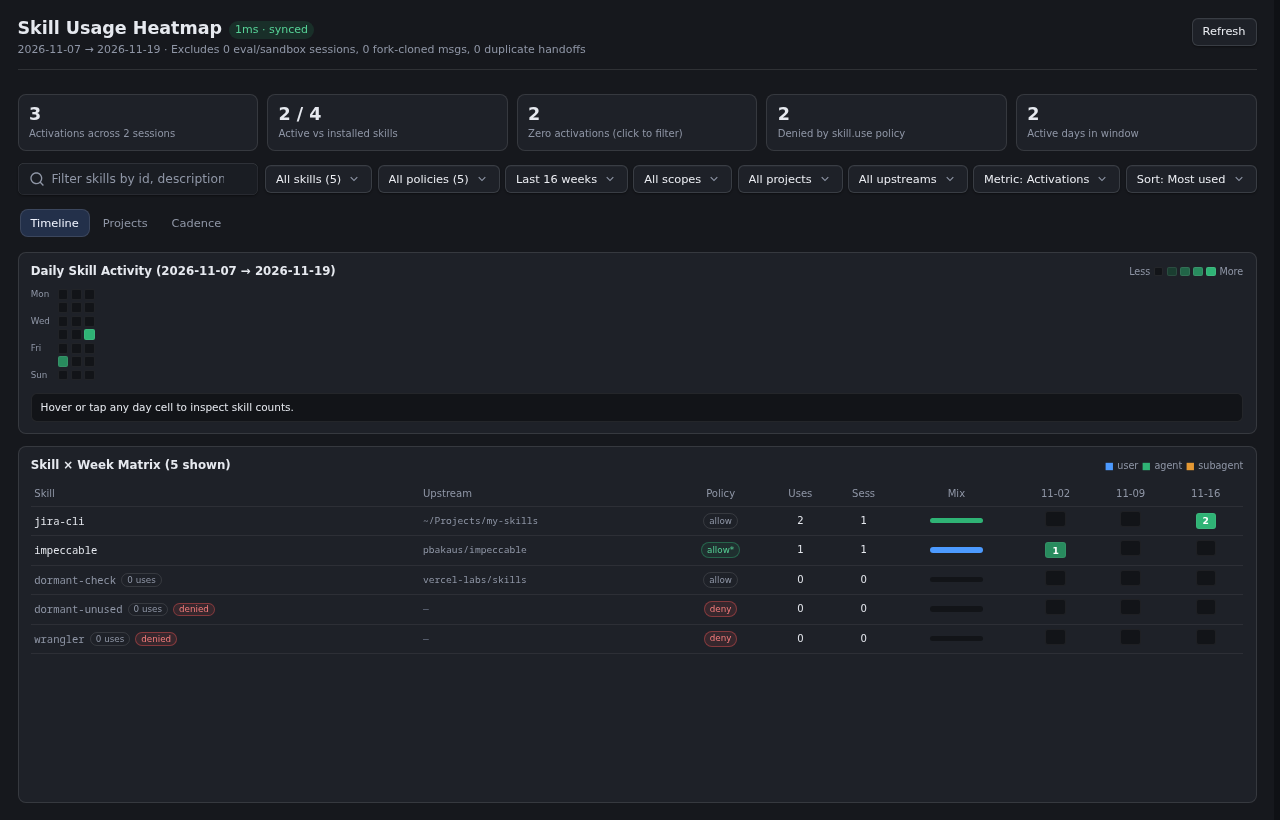 Skill Usage Heatmap 1ms · synced
Refresh
2026-11-07 → 2026-11-19 · Excludes 0 eval/sandbox sessions, 0 fork-cloned msgs, 0 duplicate handoffs
3
Activations across 2 sessions
2 / 4
Active vs installed skills
2
Zero activations (click to filter)
2
Denied by skill.use policy
2
Active days in window
Filter skills by id, description
All skills (5)
All policies (5)
Last 16 weeks
All scopes
All projects
All upstreams
Metric: Activations
Sort: Most used
Timeline
Projects
Cadence
Daily Skill Activity (2026-11-07 → 2026-11-19)
Less
More
Mon
Wed
Fri
Sun
Hover or tap any day cell to inspect skill counts.
Skill × Week Matrix (5 shown)
user agent subagent
Skill Upstream Policy Uses Sess Mix 11-02 11-09 11-16
jira-cli ~/Projects/my-skills allow 2 1 2
impeccable pbakaus/impeccable allow* 1 1 1
dormant-check 0 uses vercel-labs/skills allow 0 0
dormant-unused 0 uses denied — deny 0 0
wrangler 0 uses denied — deny 0 0